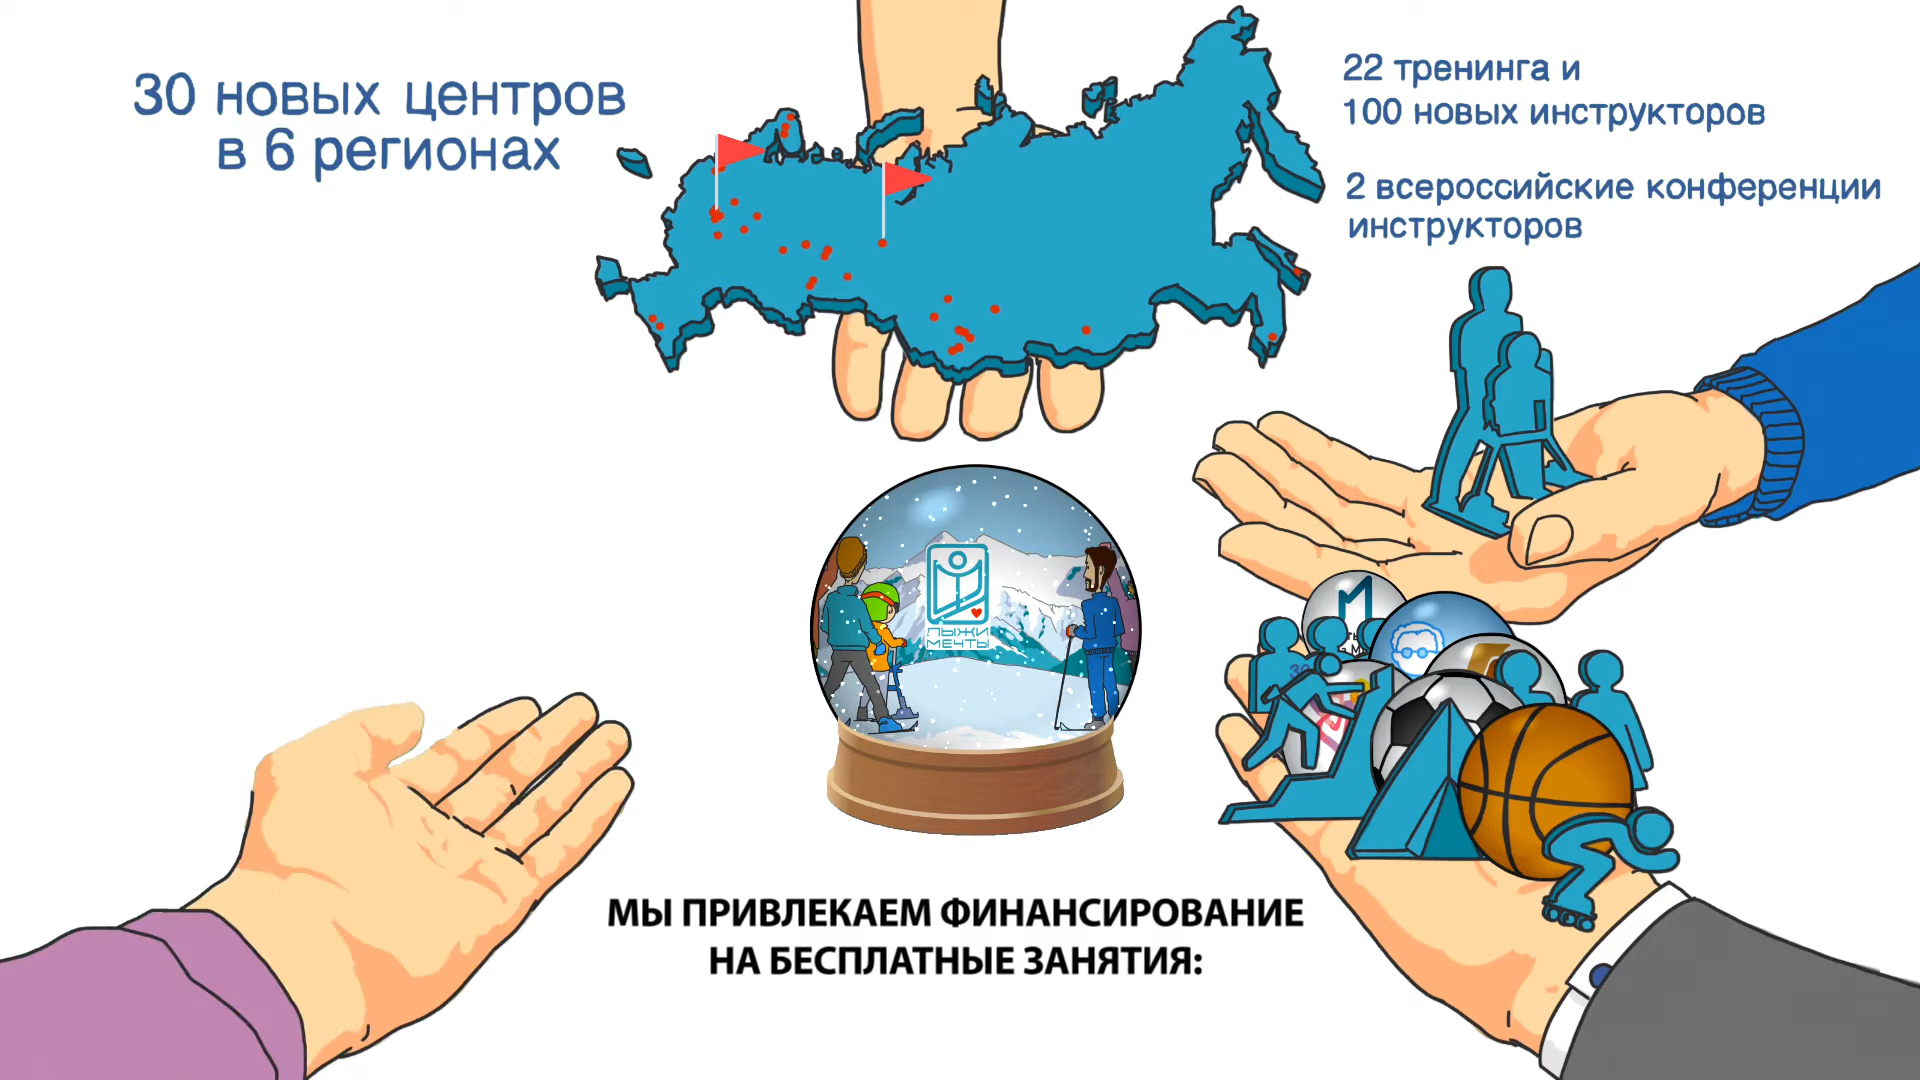 30 новых центров
в 6 регионах
22 тренинга и
100 новых инструкторов
2 всероссийские конференции
инструкторов
ЛЫЖИ
МЕЧТЫ
МЫ ПРИВЛЕКАЕМ ФИНАНСИРОВАНИЕ
НА БЕСПЛАТНЫЕ ЗАНЯТИЯ: